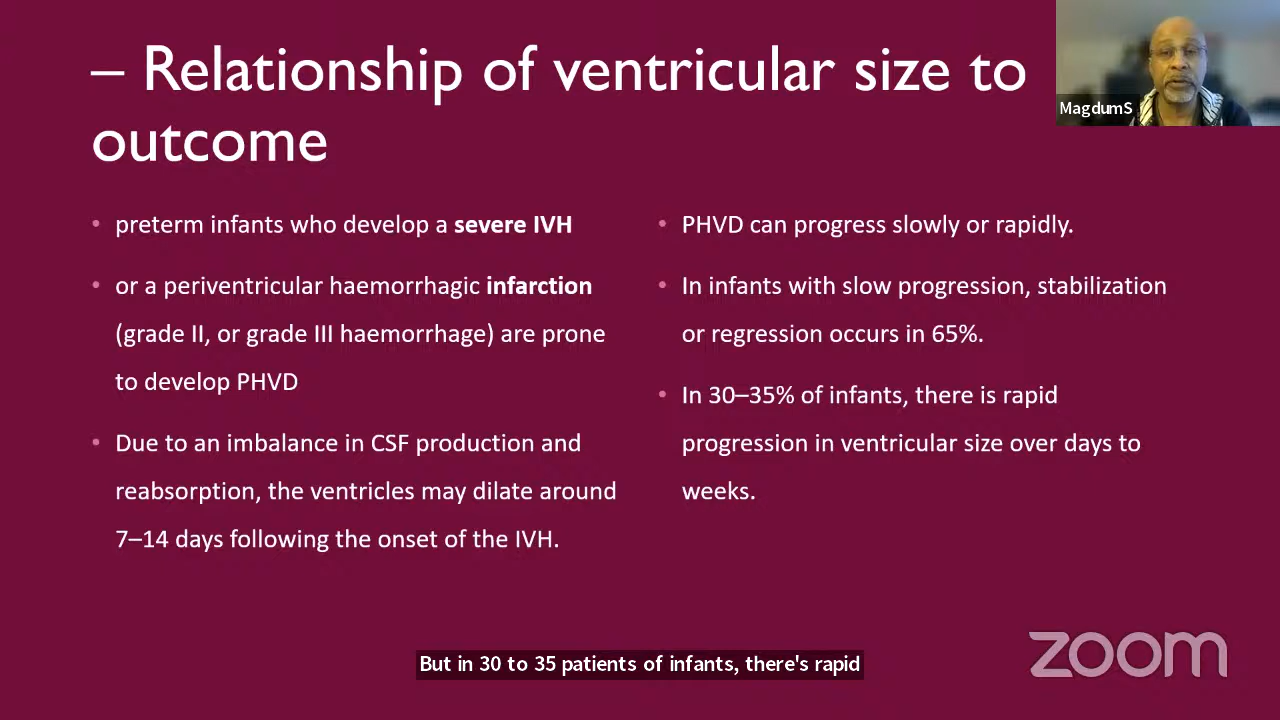 – Relationship of ventricular size to
outcome
MagdumS
• preterm infants who develop a severe IVH
• or a periventricular haemorrhagic infarction
(grade II, or grade III haemorrhage) are prone
to develop PHVD
• Due to an imbalance in CSF production and
reabsorption, the ventricles may dilate around
7–14 days following the onset of the IVH.
• PHVD can progress slowly or rapidly.
• In infants with slow progression, stabilization
or regression occurs in 65%.
• In 30–35% of infants, there is rapid
progression in ventricular size over days to
weeks.
But in 30 to 35 patients of infants, there's rapid
zoom